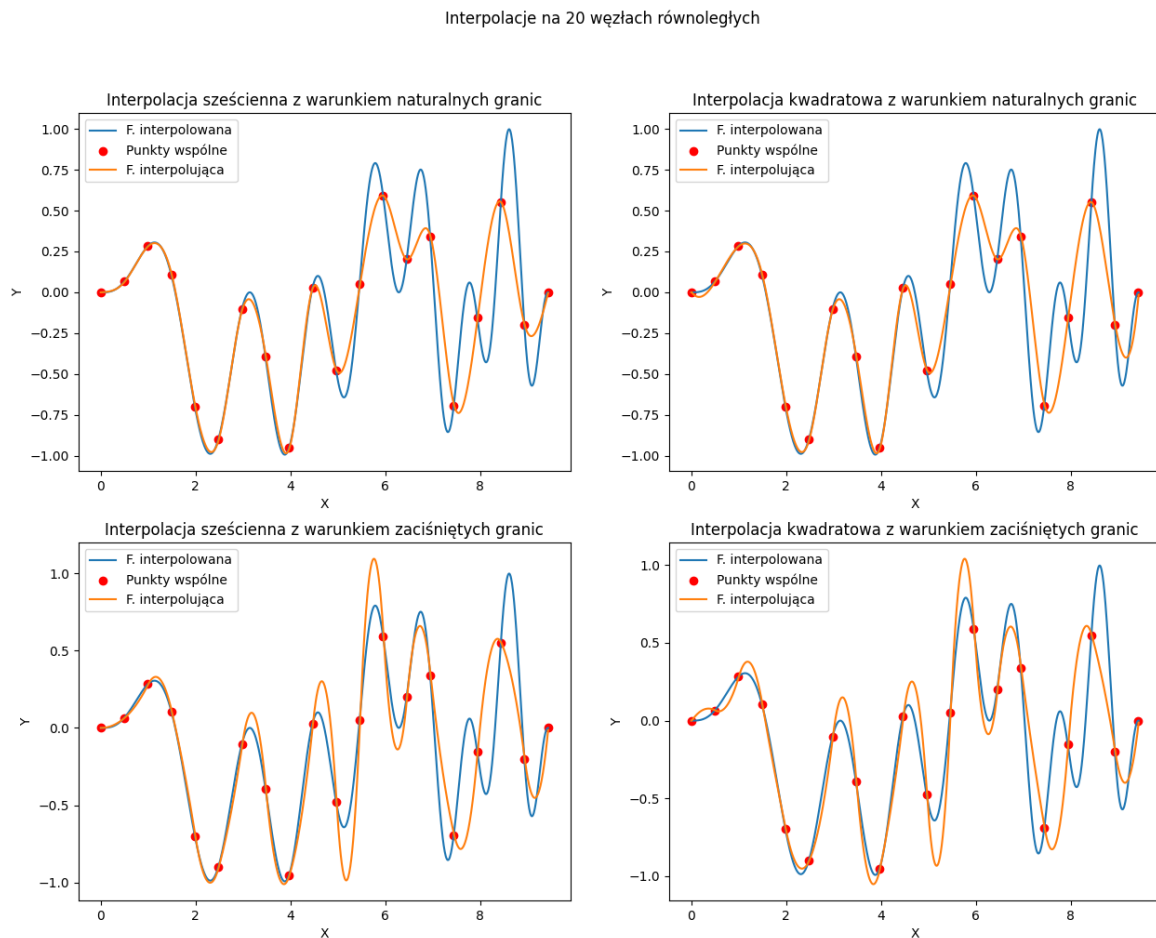 Interpolacje na 20 węzłach równoległych
Interpolacja sześcienna z warunkiem naturalnych granic
F. interpolowana
Punkty wspólne
F. interpolująca
1.00
0.75
0.50
0.25
0.00
−0.25
−0.50
−0.75
−1.00
Y
0 2 4 6 8
X
Interpolacja kwadratowa z warunkiem naturalnych granic
F. interpolowana
Punkty wspólne
F. interpolująca
1.00
0.75
0.50
0.25
0.00
−0.25
−0.50
−0.75
−1.00
Y
0 2 4 6 8
X
Interpolacja sześcienna z warunkiem zaciśniętych granic
F. interpolowana
Punkty wspólne
F. interpolująca
1.0
0.5
0.0
−0.5
−1.0
Y
0 2 4 6 8
X
Interpolacja kwadratowa z warunkiem zaciśniętych granic
F. interpolowana
Punkty wspólne
F. interpolująca
1.0
0.5
0.0
−0.5
−1.0
Y
0 2 4 6 8
X